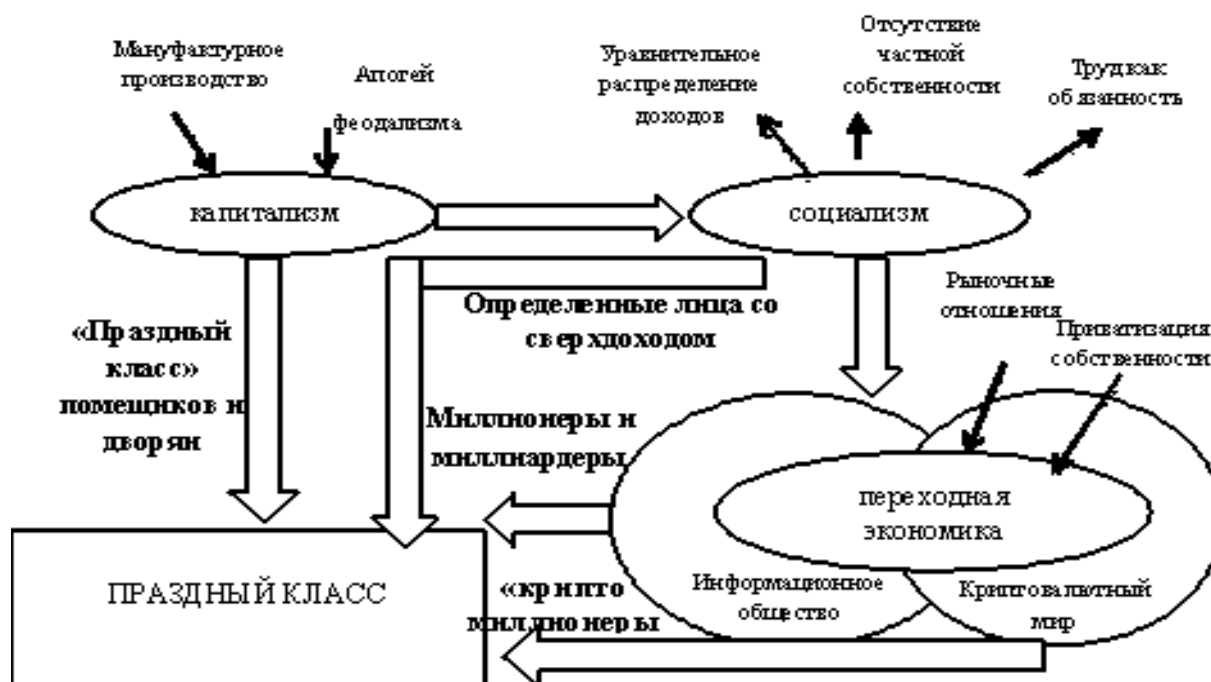 Мануфактурное
производство
Апогей
феодализма
Уравнительное
распределение
доходов
Отсутствие
частной
собственности
Труд как
обязанность
капитализм
социализм
«Праздный
класс»
помещиков и
дворян
Определенные лица со
сверхдоходом
Рыночные
отношения
Приватизация
собственности
Миллионеры и
миллиардеры
переходная
экономика
ПРАЗДНЫЙ КЛАСС
«крипто
миллионеры
Информационное
общество
Криптовалютный
мир